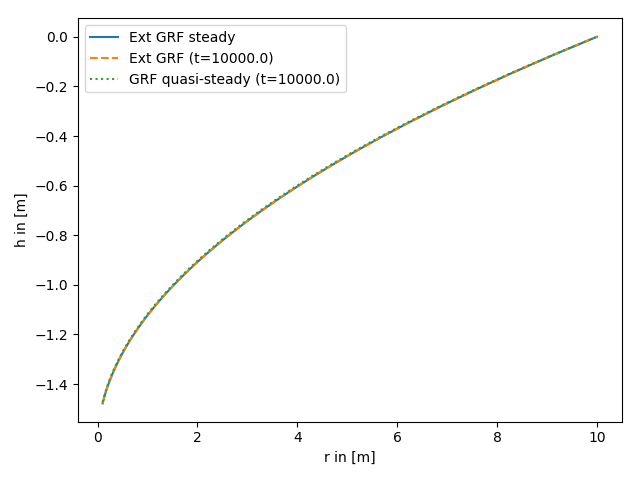 Ext GRF steady
Ext GRF (t=10000.0)
GRF quasi-steady (t=10000.0)
h in [m]
0.0
−0.2
−0.4
−0.6
−0.8
−1.0
−1.2
−1.4
0
2
4
6
8
10
r in [m]